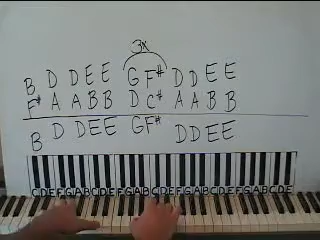 3x
B D D E E G F# D D E E
F# A A B B D C# A A B B
B D D E E G F# D D E E
C D E F G A B C D E F G A B C D E F G A B C D E F G A B C D E